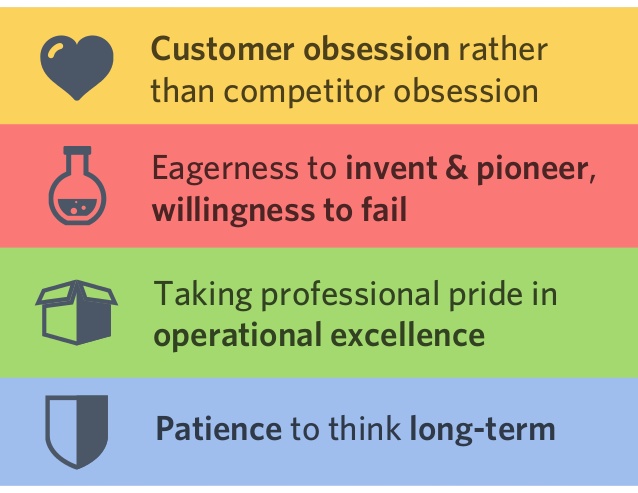 Customer obsession rather
than competitor obsession
Eagerness to invent & pioneer,
willingness to fail
Taking professional pride in
operational excellence
Patience to think long-term